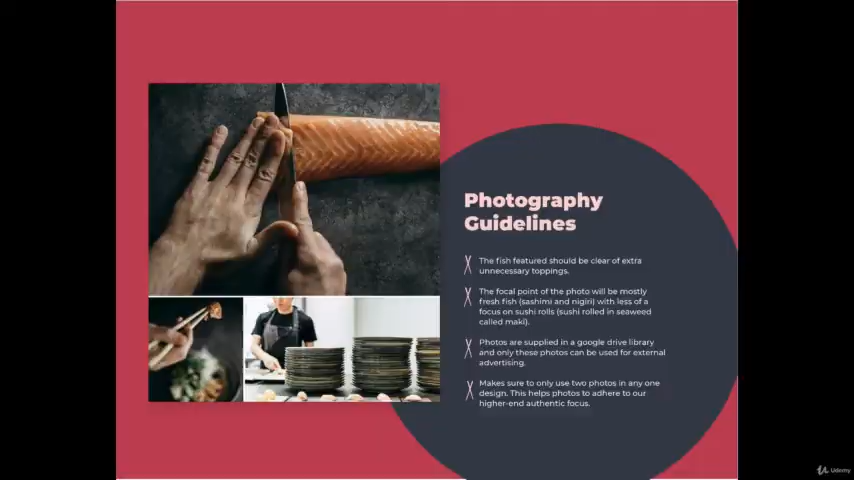 Photography
Guidelines
The fish featured should be clear of extra
unnecessary toppings.
The focal point of the photo will be mostly
fresh fish (sashimi and nigiri) with less of a
focus on sushi rolls (sushi rolled in seaweed
called maki).
Photos are supplied in a google drive library
and only these photos can be used for external
advertising.
Makes sure to only use two photos in any one
design. This helps photos to adhere to our
higher-end authentic focus.
Udemy